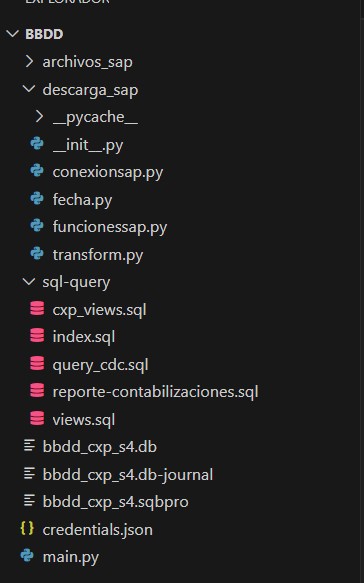 BBDD
archivos_sap
descarga_sap
__pycache__
__init__.py
conexionsap.py
fecha.py
funcionessap.py
transform.py
sql-query
cxp_views.sql
index.sql
query_cdc.sql
reporte-contabilizaciones.sql
views.sql
bbdd_cxp_s4.db
bbdd_cxp_s4.db-journal
bbdd_cxp_s4.sqbpro
{} credentials.json
main.py